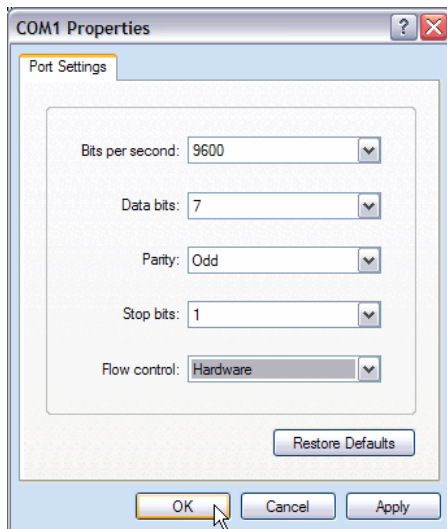 COM1 Properties
Port Settings
Bits per second: 9600
Data bits: 7
Parity: Odd
Stop bits: 1
Flow control: Hardware
Restore Defaults
OK Cancel Apply